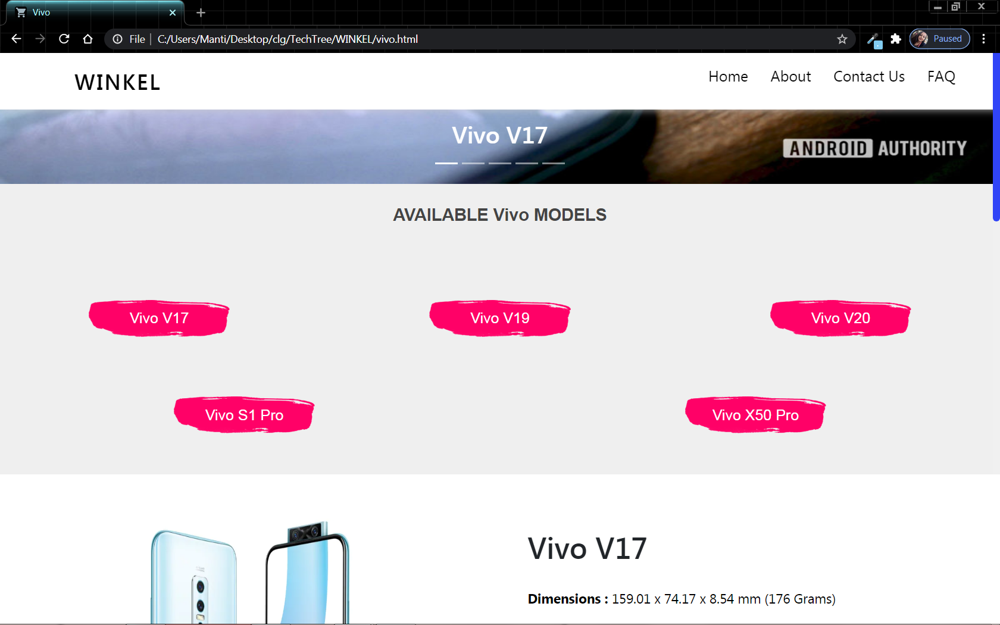 Vivo
File
C:/Users/Manti/Desktop/clg/TechTree/WINKEL/vivo.html
Paused
WINKEL
Home About Contact Us FAQ
Vivo V17
ANDROID AUTHORITY
AVAILABLE Vivo MODELS
Vivo V17
Vivo V19
Vivo V20
Vivo S1 Pro
Vivo X50 Pro
Vivo V17
Dimensions : 159.01 x 74.17 x 8.54 mm (176 Grams)